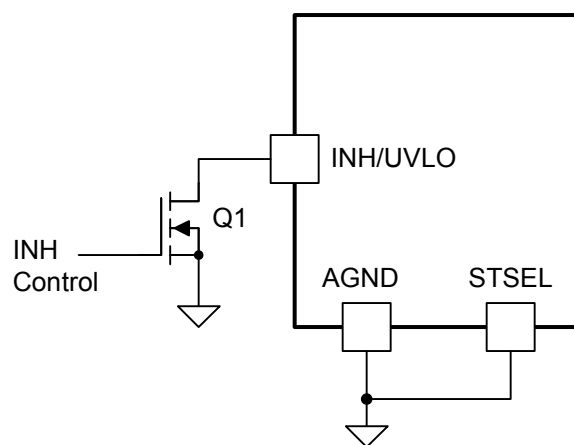 INH/UVLO
Q1
INH
Control
AGND
STSEL